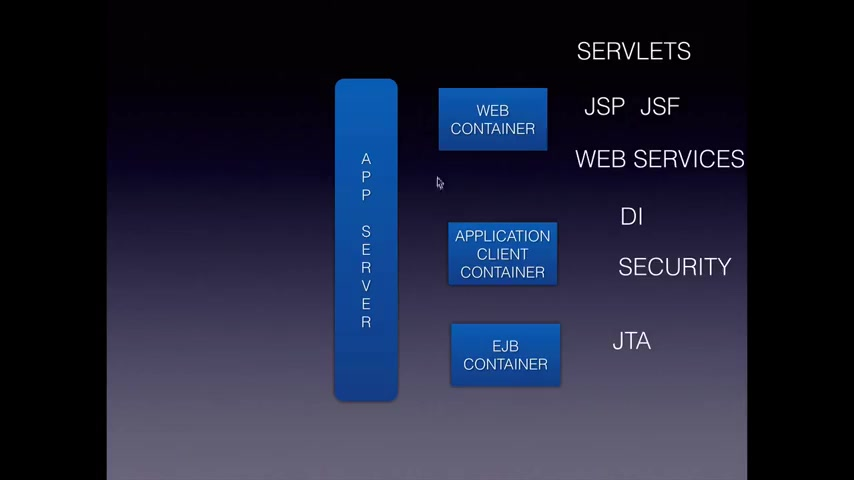 A
P
P
S
E
R
V
E
R
WEB
CONTAINER
APPLICATION
CLIENT
CONTAINER
EJB
CONTAINER
SERVLETS
JSP JSF
WEB SERVICES
DI
SECURITY
JTA